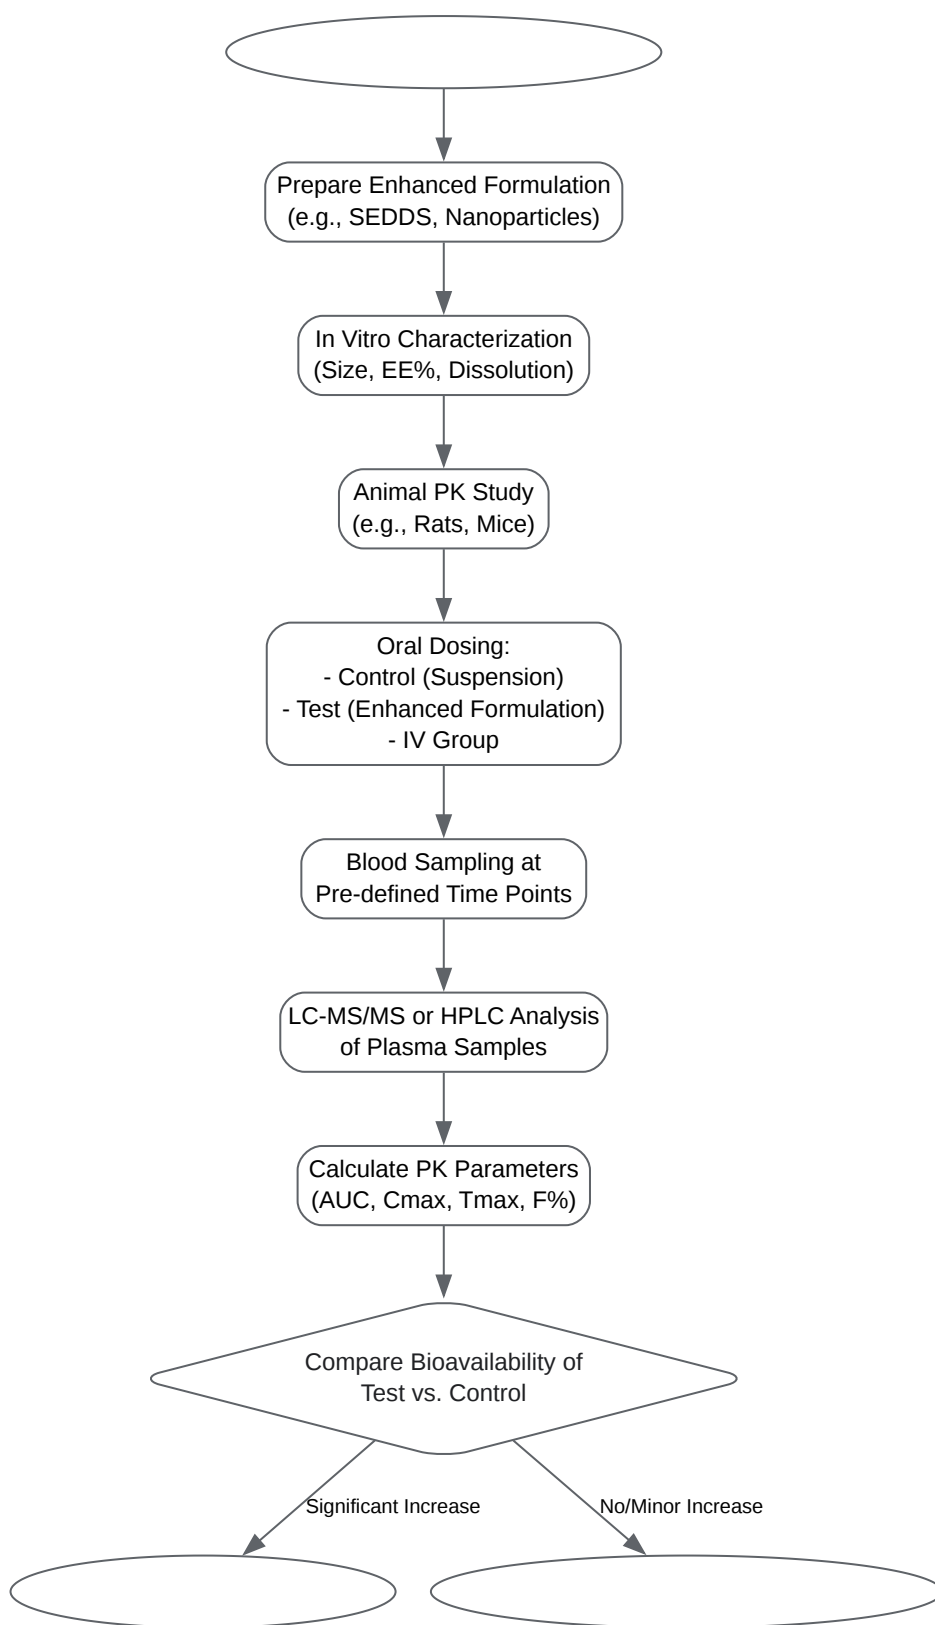 Prepare Enhanced Formulation
(e.g., SEDDS, Nanoparticles)
In Vitro Characterization
(Size, EE%, Dissolution)
Animal PK Study
(e.g., Rats, Mice)
Oral Dosing:
- Control (Suspension)
- Test (Enhanced Formulation)
- IV Group
Blood Sampling at
Pre-defined Time Points
LC-MS/MS or HPLC Analysis
of Plasma Samples
Calculate PK Parameters
(AUC, Cmax, Tmax, F%)
Compare Bioavailability of
Test vs. Control
Significant Increase
No/Minor Increase